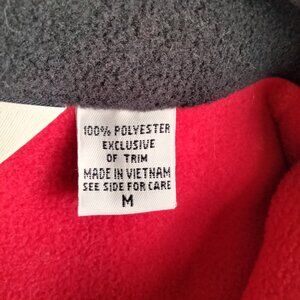 100% POLYESTER
EXCLUSIVE
OF TRIM
MADE IN VIETNAM
SEE SIDE FOR CARE
M